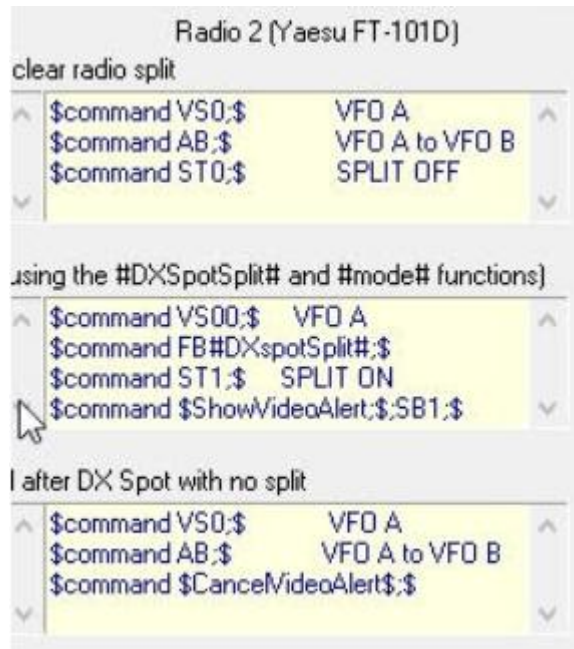 Radio 2 (Yaesu FT-101D)
clear radio split
$command VS0;$ VFO A
$command AB;$ VFO A to VFO B
$command ST0;$ SPLIT OFF
using the #DXSpotSplit# and #mode# functions)
$command VS00;$ VFO A
$command FB#DXspotSplit#;$
$command ST1;$ SPLIT ON
$command $ShowVideoAlert;$;SB1;$
l after DX Spot with no split
$command VS0;$ VFO A
$command AB;$ VFO A to VFO B
$command $CancelVideoAlert$;$